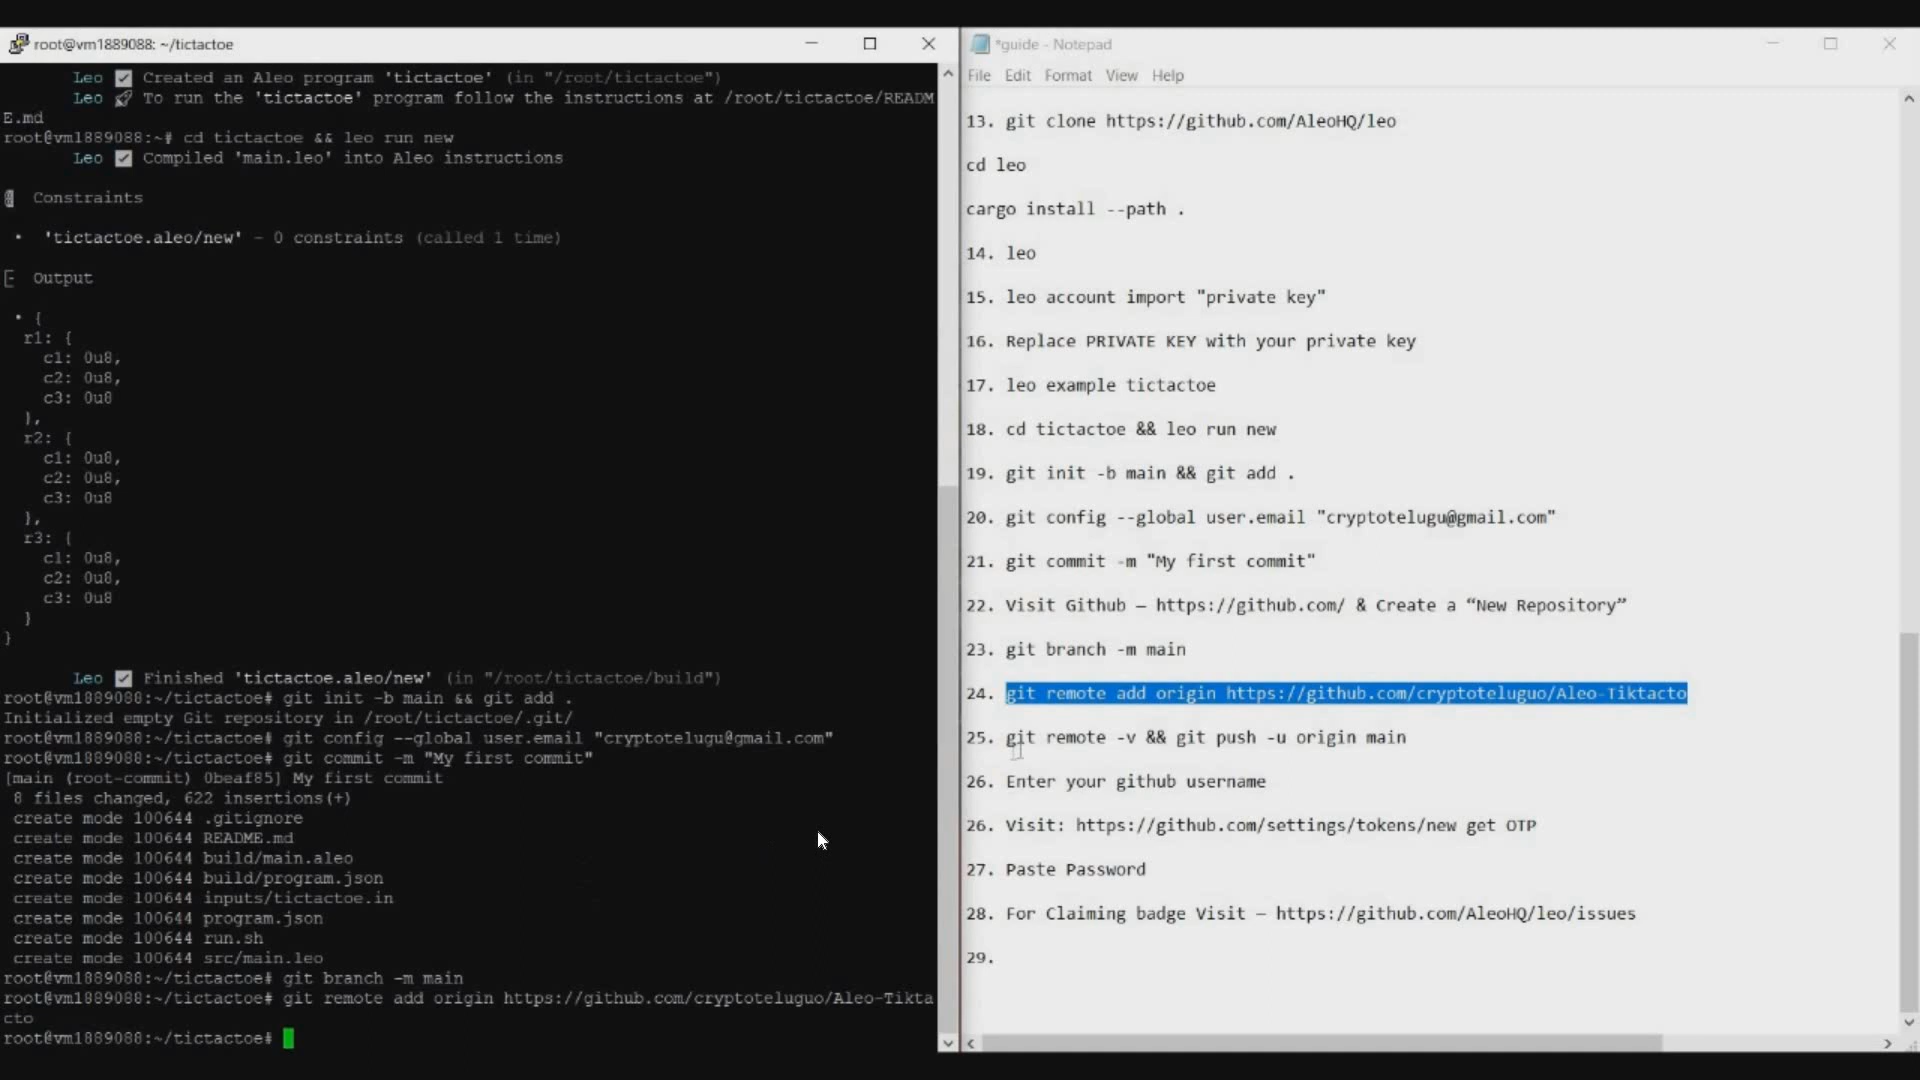 root@vm1889088: ~/tictactoe
Leo ✓ Created an Aleo program 'tictactoe' (in "/root/tictactoe")
Leo 🚀 To run the 'tictactoe' program follow the instructions at /root/tictactoe/READM
E.md
root@vm1889088:~# cd tictactoe && leo run new
Leo ✓ Compiled 'main.leo' into Aleo instructions
Constraints
• 'tictactoe.aleo/new' - 0 constraints (called 1 time)
Output
• {
r1: {
c1: 0u8,
c2: 0u8,
c3: 0u8
},
r2: {
c1: 0u8,
c2: 0u8,
c3: 0u8
},
r3: {
c1: 0u8,
c2: 0u8,
c3: 0u8
}
}
Leo ✓ Finished 'tictactoe.aleo/new' (in "/root/tictactoe/build")
root@vm1889088:~/tictactoe# git init -b main && git add .
Initialized empty Git repository in /root/tictactoe/.git/
root@vm1889088:~/tictactoe# git config --global user.email "cryptotelugu@gmail.com"
root@vm1889088:~/tictactoe# git commit -m "My first commit"
[main (root-commit) 0beaf85] My first commit
8 files changed, 622 insertions(+)
create mode 100644 .gitignore
create mode 100644 README.md
create mode 100644 build/main.aleo
create mode 100644 build/program.json
create mode 100644 inputs/tictactoe.in
create mode 100644 program.json
create mode 100644 run.sh
create mode 100644 src/main.leo
root@vm1889088:~/tictactoe# git branch -m main
root@vm1889088:~/tictactoe# git remote add origin https://github.com/cryptoteluguo/Aleo-Tikta
cto
root@vm1889088:~/tictactoe#
*guide - Notepad
File Edit Format View Help
13. git clone https://github.com/AleoHQ/leo
cd leo
cargo install --path .
14. leo
15. leo account import "private key"
16. Replace PRIVATE KEY with your private key
17. leo example tictactoe
18. cd tictactoe && leo run new
19. git init -b main && git add .
20. git config --global user.email "cryptotelugu@gmail.com"
21. git commit -m "My first commit"
22. Visit Github – https://github.com/ & Create a “New Repository”
23. git branch -m main
24. git remote add origin https://github.com/cryptoteluguo/Aleo-Tiktacto
25. git remote -v && git push -u origin main
26. Enter your github username
26. Visit: https://github.com/settings/tokens/new get OTP
27. Paste Password
28. For Claiming badge Visit – https://github.com/AleoHQ/leo/issues
29.